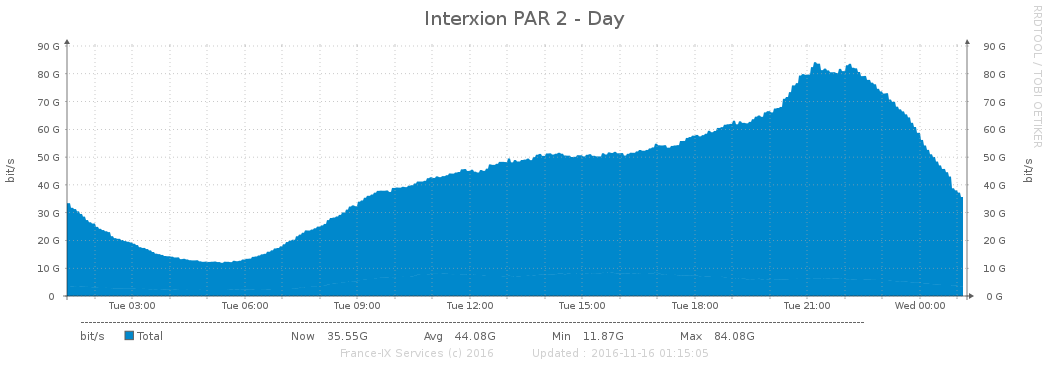 Interxion PAR 2 - Day
RRDTOOL / TOBI OETIKER
90 G 90 G
80 G 80 G
70 G 70 G
60 G 60 G
50 G 50 G
40 G 40 G
30 G 30 G
20 G 20 G
10 G 10 G
0 0 G
bit/s bit/s
Tue 03:00 Tue 06:00 Tue 09:00 Tue 12:00 Tue 15:00 Tue 18:00 Tue 21:00 Wed 00:00
bit/s Total Now 35.55G Avg 44.08G Min 11.87G Max 84.08G
France-IX Services (c) 2016 Updated : 2016-11-16 01:15:05